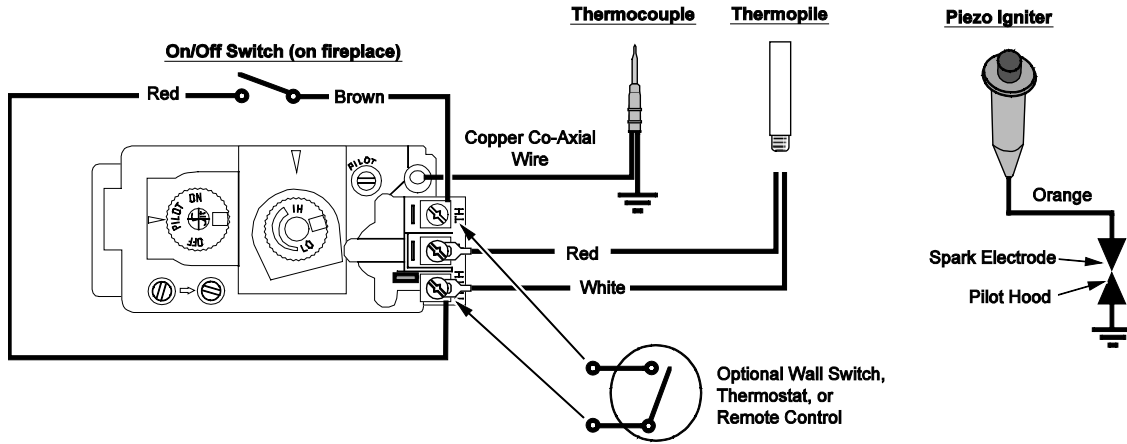 Thermocouple
Thermopile
Piezo Igniter
On/Off Switch (on fireplace)
Red
Brown
Copper Co-Axial
Wire
PILOT
ON
PILOT
OFF
HI
LO
TH
Orange
Red
Spark Electrode
White
Pilot Hood
TH
Optional Wall Switch,
Thermostat, or
Remote Control